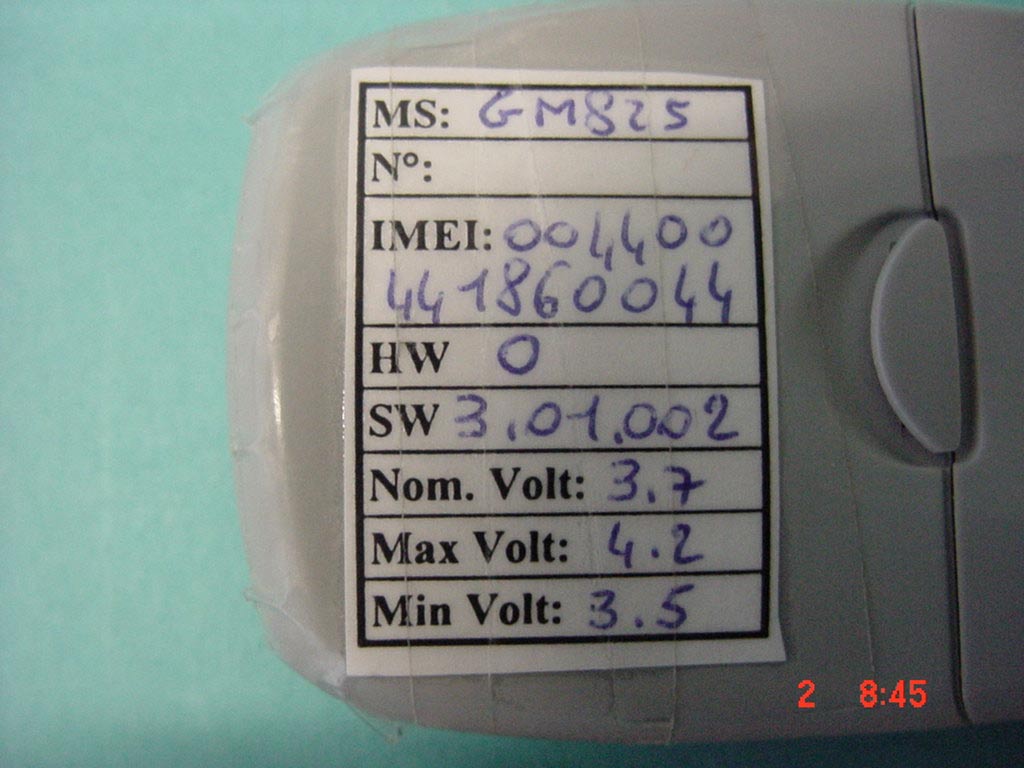 MS: GM825
N°:
IMEI: 004400
441860044
HW 0
SW 3.01.002
Nom. Volt: 3.7
Max Volt: 4.2
Min Volt: 3.5
2 8:45